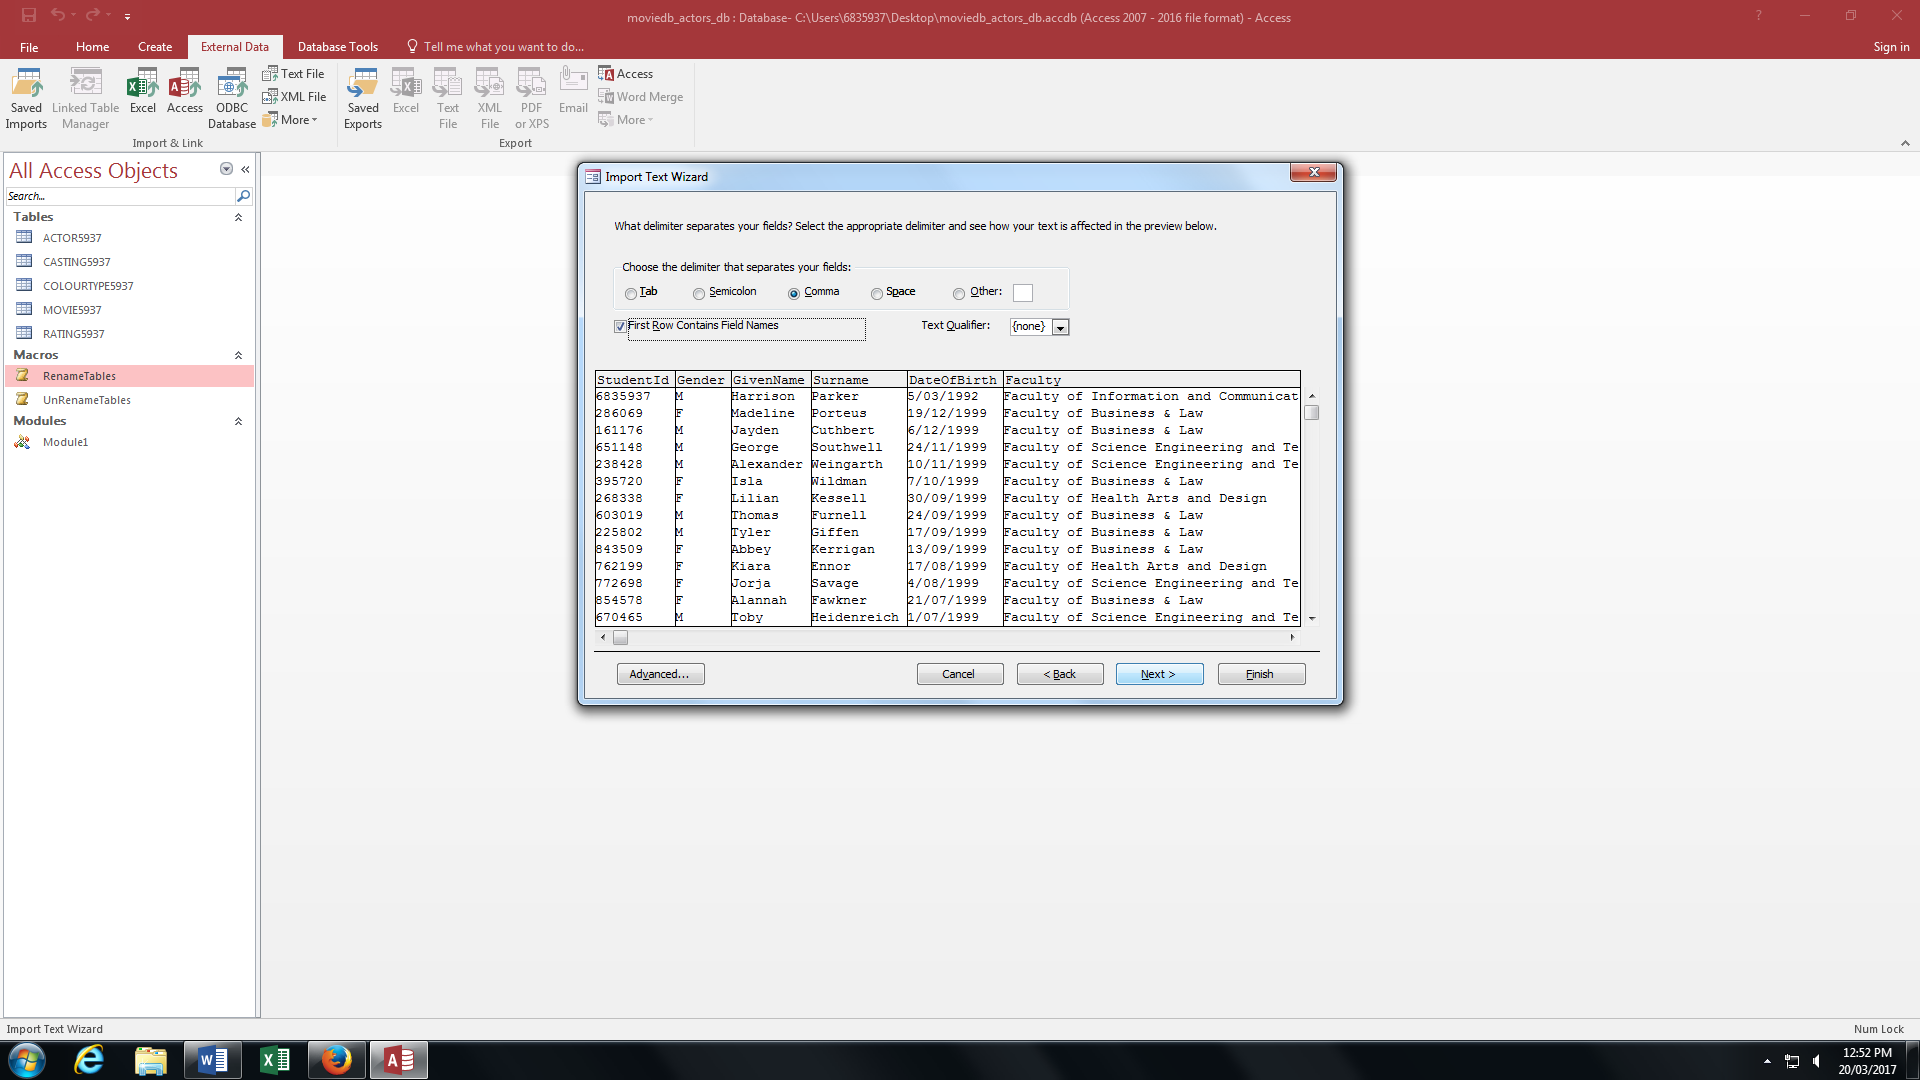 moviedb_actors_db : Database- C:\Users\6835937\Desktop\moviedb_actors_db.accdb (Access 2007 - 2016 file format) - Access
File Home Create External Data Database Tools Tell me what you want to do... Sign in
Saved Imports
Linked Table Manager
Excel
Access
ODBC Database
Text File
XML File
More
Import & Link
Saved Exports
Excel
Text File
XML File
PDF or XPS
Email
Access
Word Merge
More
Export
All Access Objects
Search...
Tables
ACTOR5937
CASTING5937
COLOURTYPE5937
MOVIE5937
RATING5937
Macros
RenameTables
UnRenameTables
Modules
Module1
Import Text Wizard
What delimiter separates your fields? Select the appropriate delimiter and see how your text is affected in the preview below.
Choose the delimiter that separates your fields:
Tab Semicolon Comma Space Other:
First Row Contains Field Names Text Qualifier: {none}
StudentId Gender GivenName Surname DateOfBirth Faculty
6835937 M Harrison Parker 5/03/1992 Faculty of Information and Communicat
286069 F Madeline Porteus 19/12/1999 Faculty of Business & Law
161176 M Jayden Cuthbert 6/12/1999 Faculty of Business & Law
651148 M George Southwell 24/11/1999 Faculty of Science Engineering and Te
238428 M Alexander Weingarth 10/11/1999 Faculty of Science Engineering and Te
395720 F Isla Wildman 7/10/1999 Faculty of Business & Law
268338 F Lilian Kessell 30/09/1999 Faculty of Health Arts and Design
603019 M Thomas Furnell 24/09/1999 Faculty of Business & Law
225802 M Tyler Giffen 17/09/1999 Faculty of Business & Law
843509 F Abbey Kerrigan 13/09/1999 Faculty of Business & Law
762199 F Kiara Ennor 17/08/1999 Faculty of Health Arts and Design
772698 F Jorja Savage 4/08/1999 Faculty of Science Engineering and Te
854578 F Alannah Fawkner 21/07/1999 Faculty of Business & Law
670465 M Toby Heidenreich 1/07/1999 Faculty of Science Engineering and Te
Advanced... Cancel < Back Next > Finish
Import Text Wizard Num Lock
12:52 PM
20/03/2017